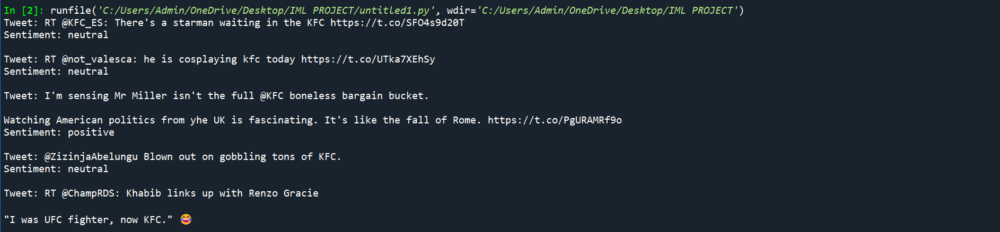 In [2]: runfile('C:/Users/Admin/OneDrive/Desktop/IML PROJECT/untitled1.py', wdir='C:/Users/Admin/OneDrive/Desktop/IML PROJECT')
Tweet: RT @KFC_ES: There's a starman waiting in the KFC https://t.co/SFO4s9d20T
Sentiment: neutral
Tweet: RT @not_valesca: he is cosplaying kfc today https://t.co/UTka7XEhSy
Sentiment: neutral
Tweet: I'm sensing Mr Miller isn't the full @KFC boneless bargain bucket.
Watching American politics from yhe UK is fascinating. It's like the fall of Rome. https://t.co/PgURAMRf9o
Sentiment: positive
Tweet: @ZizinjaAbelungu Blown out on gobbling tons of KFC.
Sentiment: neutral
Tweet: RT @ChampRDS: Khabib links up with Renzo Gracie
"I was UFC fighter, now KFC." 😂